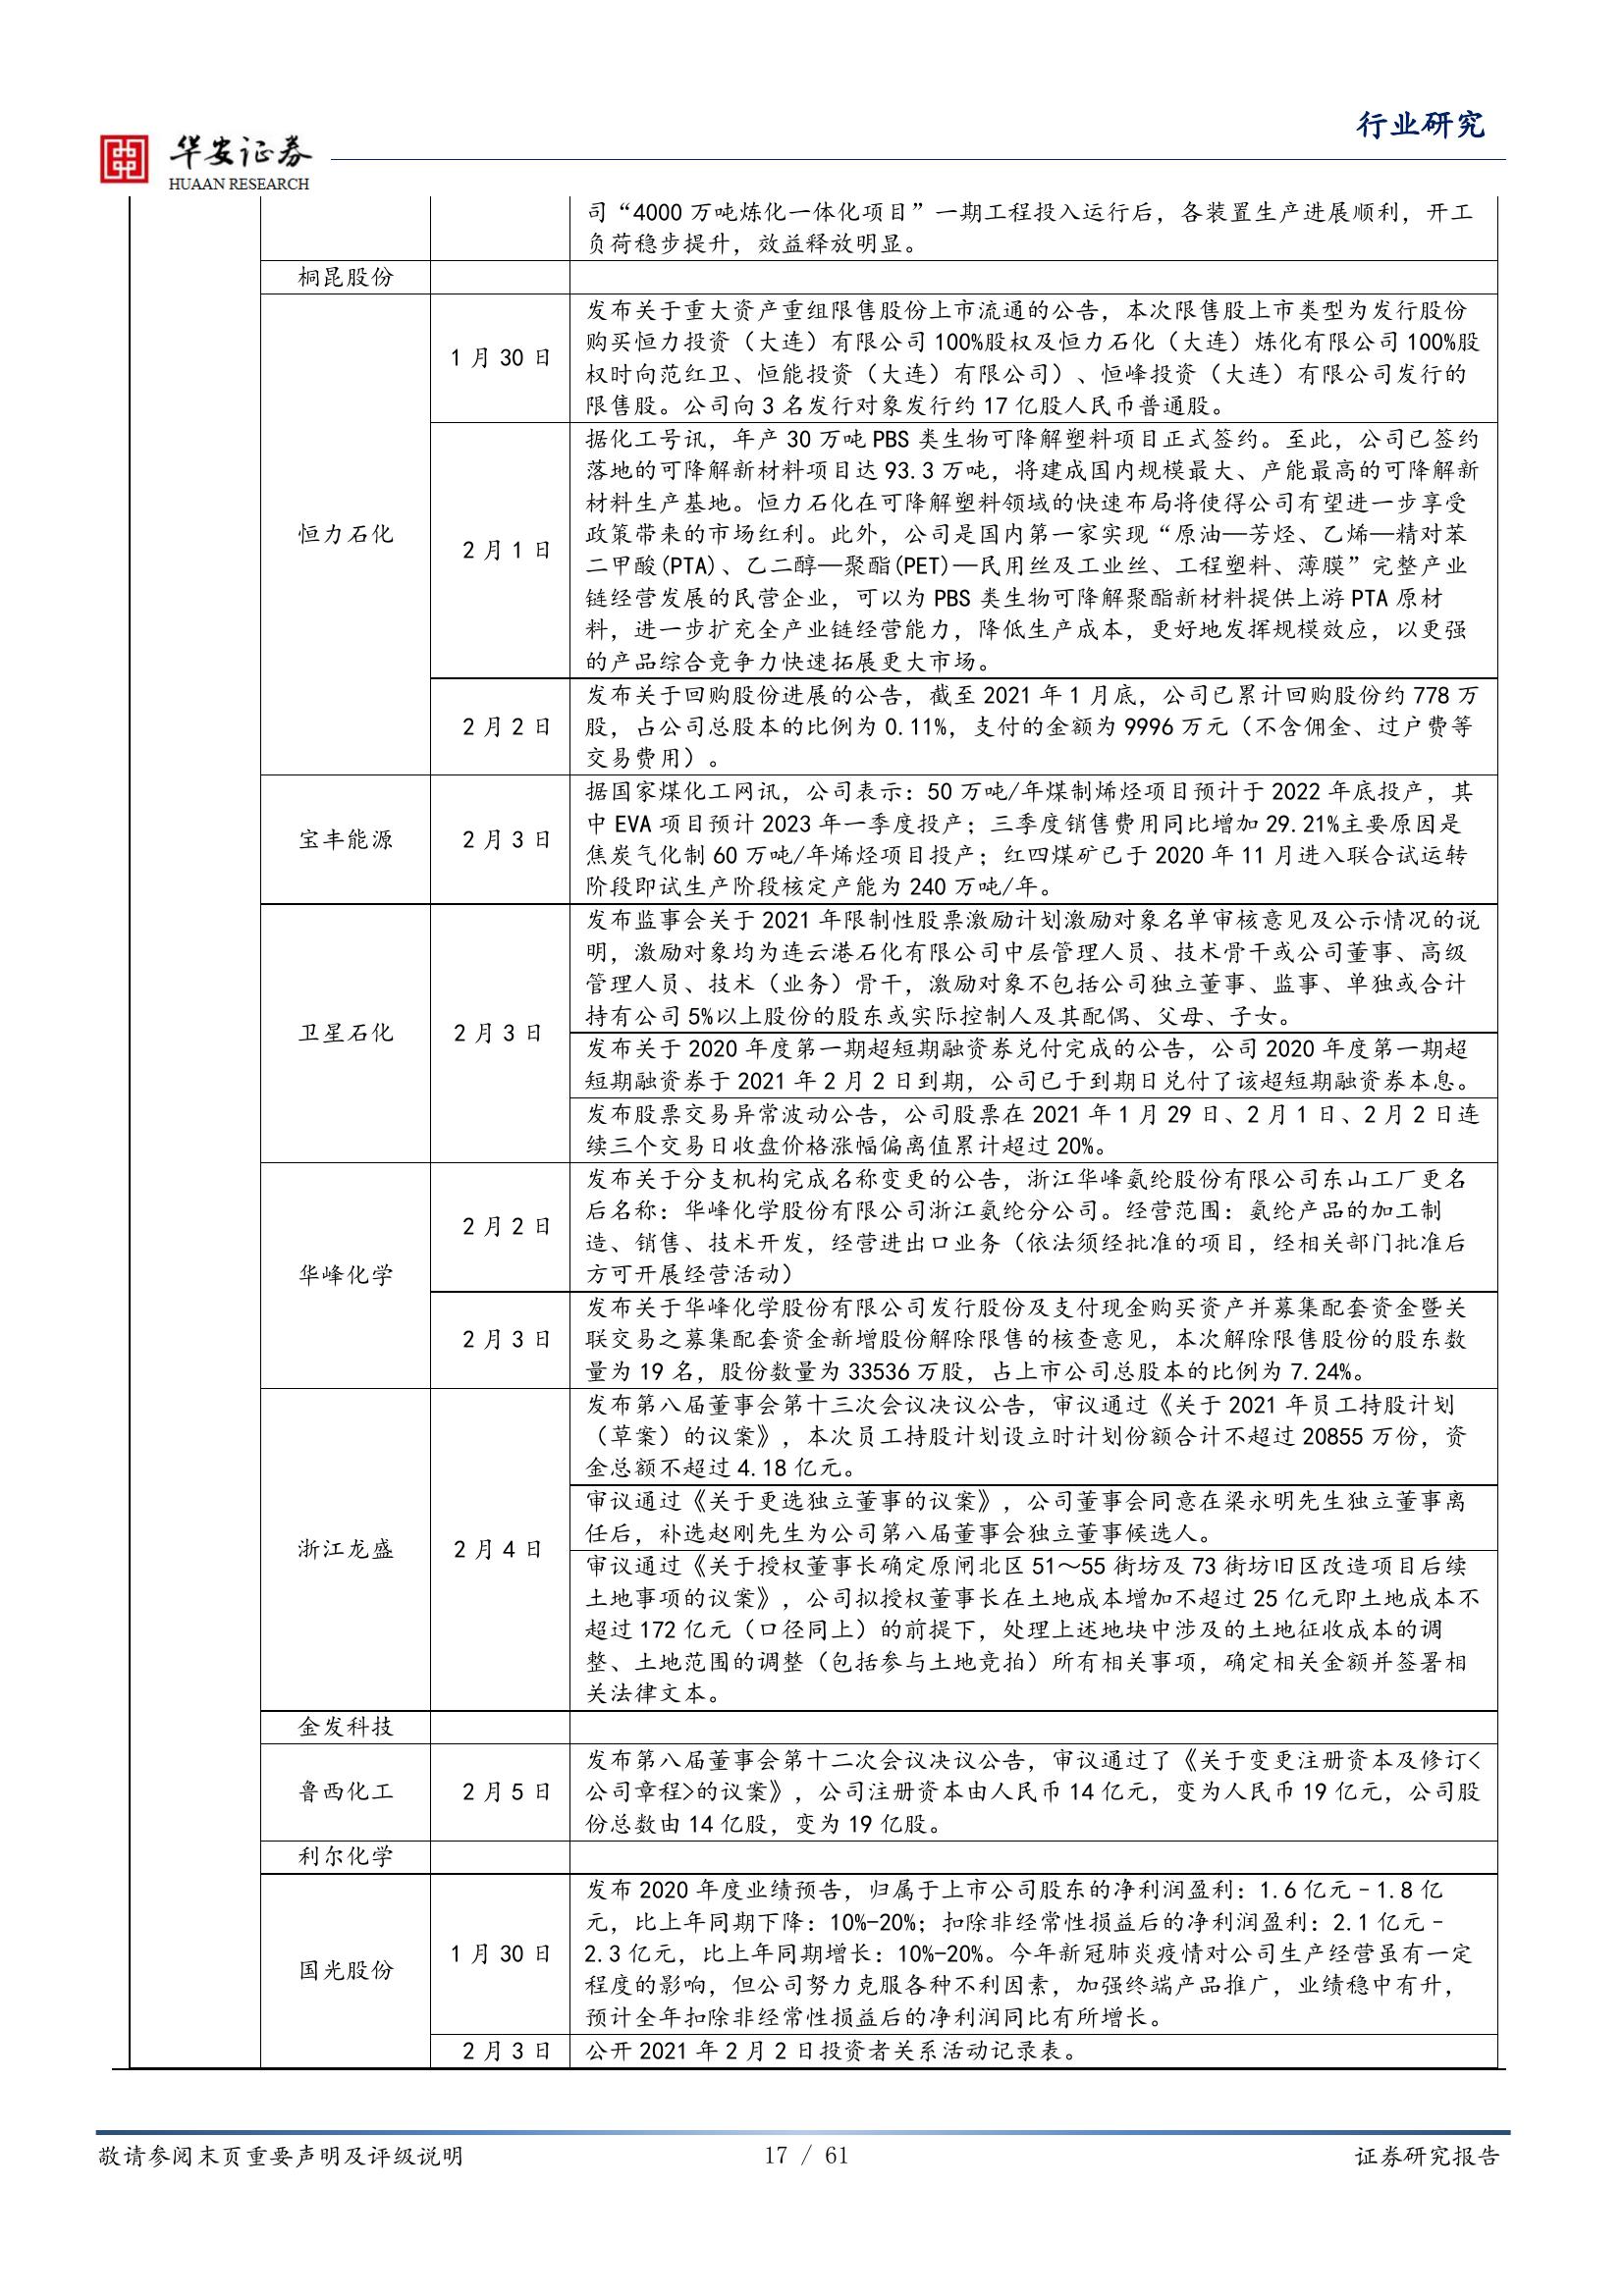 行业研究
华安证券
HUAAN RESEARCH
司“4000 万吨炼化一体化项目”一期工程投入运行后，各装置生产进展顺利，开工
负荷稳步提升，效益释放明显。
桐昆股份
恒力石化
1 月 30 日
发布关于重大资产重组限售股份上市流通的公告，本次限售股上市类型为发行股份
购买恒力投资（大连）有限公司 100%股权及恒力石化（大连）炼化有限公司 100%股
权时向范红卫、恒能投资（大连）有限公司）、恒峰投资（大连）有限公司发行的
限售股。公司向 3 名发行对象发行约 17 亿股人民币普通股。
2 月 1 日
据化工号讯，年产 30 万吨 PBS 类生物可降解塑料项目正式签约。至此，公司已签约
落地的可降解新材料项目达 93.3 万吨，将建成国内规模最大、产能最高的可降解新
材料生产基地。恒力石化在可降解塑料领域的快速布局将使得公司有望进一步享受
政策带来的市场红利。此外，公司是国内第一家实现“原油—芳烃、乙烯—精对苯
二甲酸(PTA)、乙二醇—聚酯(PET)—民用丝及工业丝、工程塑料、薄膜”完整产业
链经营发展的民营企业，可以为 PBS 类生物可降解聚酯新材料提供上游 PTA 原材
料，进一步扩充全产业链经营能力，降低生产成本，更好地发挥规模效应，以更强
的产品综合竞争力快速拓展更大市场。
2 月 2 日
发布关于回购股份进展的公告，截至 2021 年 1 月底，公司已累计回购股份约 778 万
股，占公司总股本的比例为 0.11%，支付的金额为 9996 万元（不含佣金、过户费等
交易费用）。
宝丰能源
2 月 3 日
据国家煤化工网讯，公司表示：50 万吨/年煤制烯烃项目预计于 2022 年底投产，其
中 EVA 项目预计 2023 年一季度投产；三季度销售费用同比增加 29.21%主要原因是
焦炭气化制 60 万吨/年烯烃项目投产；红四煤矿已于 2020 年 11 月进入联合试运转
阶段即试生产阶段核定产能为 240 万吨/年。
卫星石化
2 月 3 日
发布监事会关于 2021 年限制性股票激励计划激励对象名单审核意见及公示情况的说
明，激励对象均为连云港石化有限公司中层管理人员、技术骨干或公司董事、高级
管理人员、技术（业务）骨干，激励对象不包括公司独立董事、监事、单独或合计
持有公司 5%以上股份的股东或实际控制人及其配偶、父母、子女。
发布关于 2020 年度第一期超短期融资券兑付完成的公告，公司 2020 年度第一期超
短期融资券于 2021 年 2 月 2 日到期，公司已于到期日兑付了该超短期融资券本息。
发布股票交易异常波动公告，公司股票在 2021 年 1 月 29 日、2 月 1 日、2 月 2 日连
续三个交易日收盘价格涨幅偏离值累计超过 20%。
华峰化学
2 月 2 日
发布关于分支机构完成名称变更的公告，浙江华峰氨纶股份有限公司东山工厂更名
后名称：华峰化学股份有限公司浙江氨纶分公司。经营范围：氨纶产品的加工制
造、销售、技术开发，经营进出口业务（依法须经批准的项目，经相关部门批准后
方可开展经营活动）
2 月 3 日
发布关于华峰化学股份有限公司发行股份及支付现金购买资产并募集配套资金暨关
联交易之募集配套资金新增股份解除限售的核查意见，本次解除限售股份的股东数
量为 19 名，股份数量为 33536 万股，占上市公司总股本的比例为 7.24%。
浙江龙盛
2 月 4 日
发布第八届董事会第十三次会议决议公告，审议通过《关于 2021 年员工持股计划
（草案）的议案》，本次员工持股计划设立时计划份额合计不超过 20855 万份，资
金总额不超过 4.18 亿元。
审议通过《关于更选独立董事的议案》，公司董事会同意在梁永明先生独立董事离
任后，补选赵刚先生为公司第八届董事会独立董事候选人。
审议通过《关于授权董事长确定原闸北区 51～55 街坊及 73 街坊旧区改造项目后续
土地事项的议案》，公司拟授权董事长在土地成本增加不超过 25 亿元即土地成本不
超过 172 亿元（口径同上）的前提下，处理上述地块中涉及的土地征收成本的调
整、土地范围的调整（包括参与土地竞拍）所有相关事项，确定相关金额并签署相
关法律文本。
金发科技
鲁西化工
2 月 5 日
发布第八届董事会第十二次会议决议公告，审议通过了《关于变更注册资本及修订<
公司章程>的议案》，公司注册资本由人民币 14 亿元，变为人民币 19 亿元，公司股
份总数由 14 亿股，变为 19 亿股。
利尔化学
国光股份
1 月 30 日
发布 2020 年度业绩预告，归属于上市公司股东的净利润盈利：1.6 亿元–1.8 亿
元，比上年同期下降：10%-20%；扣除非经常性损益后的净利润盈利：2.1 亿元–
2.3 亿元，比上年同期增长：10%-20%。今年新冠肺炎疫情对公司生产经营虽有一定
程度的影响，但公司努力克服各种不利因素，加强终端产品推广，业绩稳中有升，
预计全年扣除非经常性损益后的净利润同比有所增长。
2 月 3 日
公开 2021 年 2 月 2 日投资者关系活动记录表。
敬请参阅末页重要声明及评级说明
17 / 61
证券研究报告